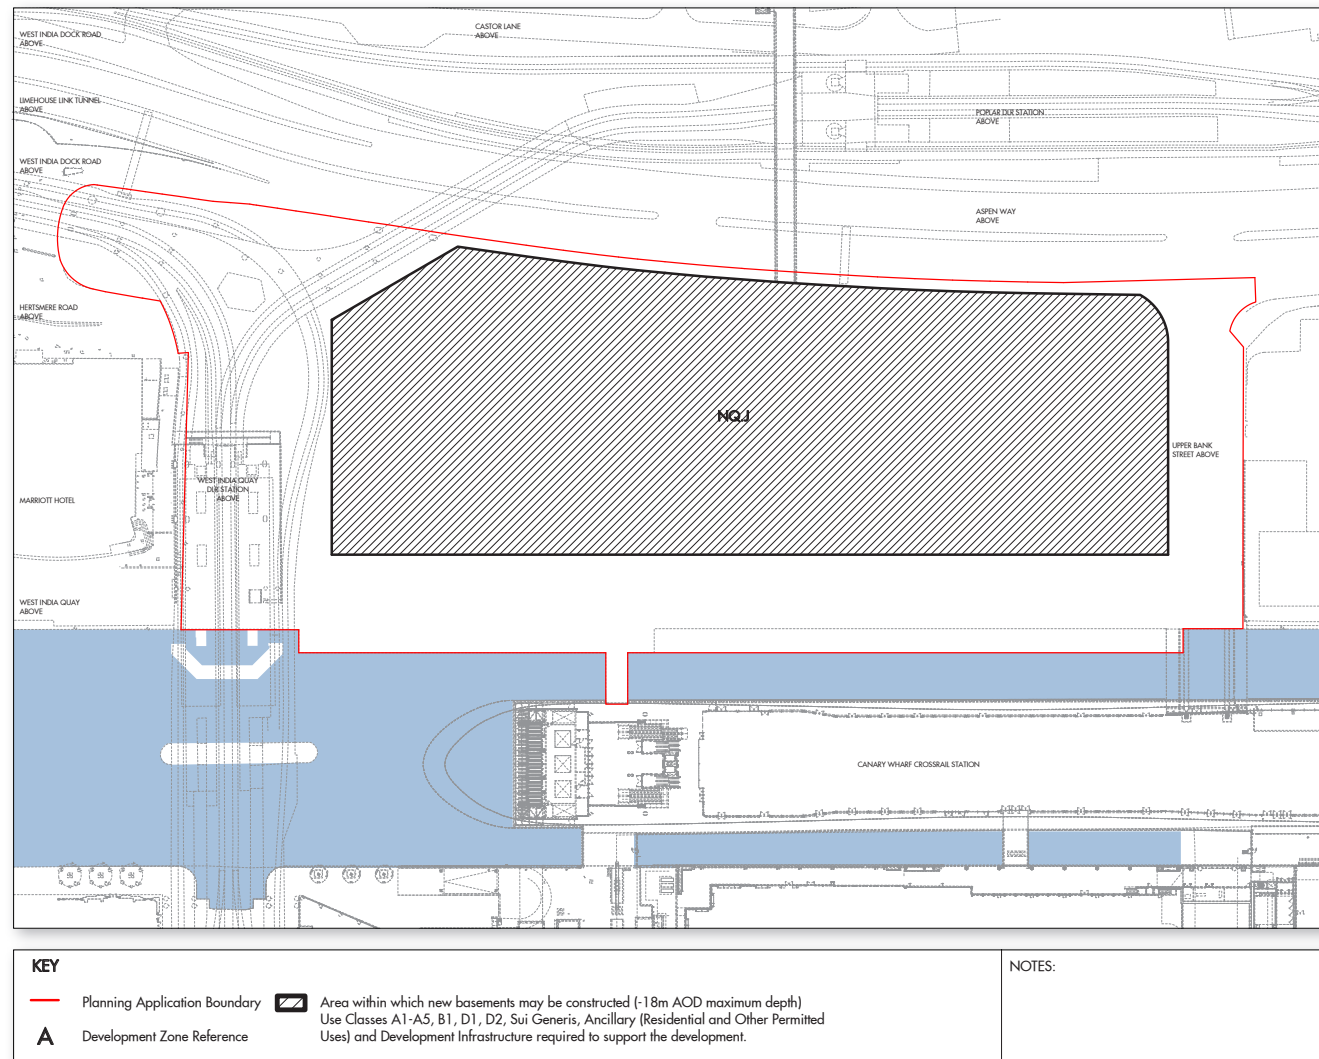 WEST INDIA DOCK ROAD
ABOVE
CASTOR LANE
ABOVE
LIMEHOUSE LINK TUNNEL
ABOVE
POPLAR DLR STATION
ABOVE
WEST INDIA DOCK ROAD
ABOVE
ASPEN WAY
ABOVE
HERTSMERE ROAD
ABOVE
NQ.J
UPPER BANK
STREET ABOVE
WEST INDIA QUAY
DLR STATION
ABOVE
MARRIOTT HOTEL
WEST INDIA QUAY
ABOVE
CANARY WHARF CROSSRAIL STATION
KEY
Planning Application Boundary
A Development Zone Reference
Area within which new basements may be constructed (-18m AOD maximum depth)
Use Classes A1-A5, B1, D1, D2, Sui Generis, Ancillary (Residential and Other Permitted
Uses) and Development Infrastructure required to support the development.
NOTES: